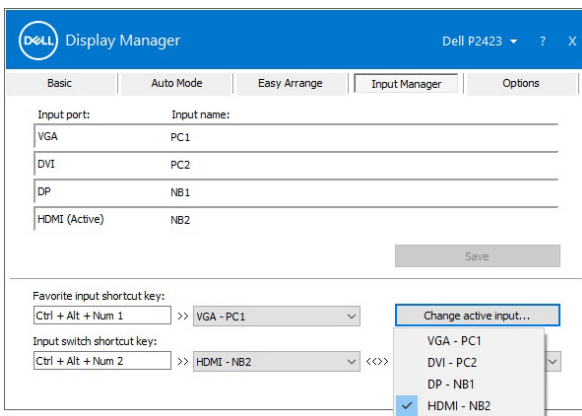 DELL Display Manager Dell P2423 ? X
Basic Auto Mode Easy Arrange Input Manager Options
Input port: Input name:
VGA PC1
DVI PC2
DP NB1
HDMI (Active) NB2
Save
Favorite input shortcut key:
Ctrl + Alt + Num 1 >> VGA - PC1 Change active input...
Input switch shortcut key:
Ctrl + Alt + Num 2 >> HDMI - NB2 <<>>
VGA - PC1
DVI - PC2
DP - NB1
HDMI - NB2